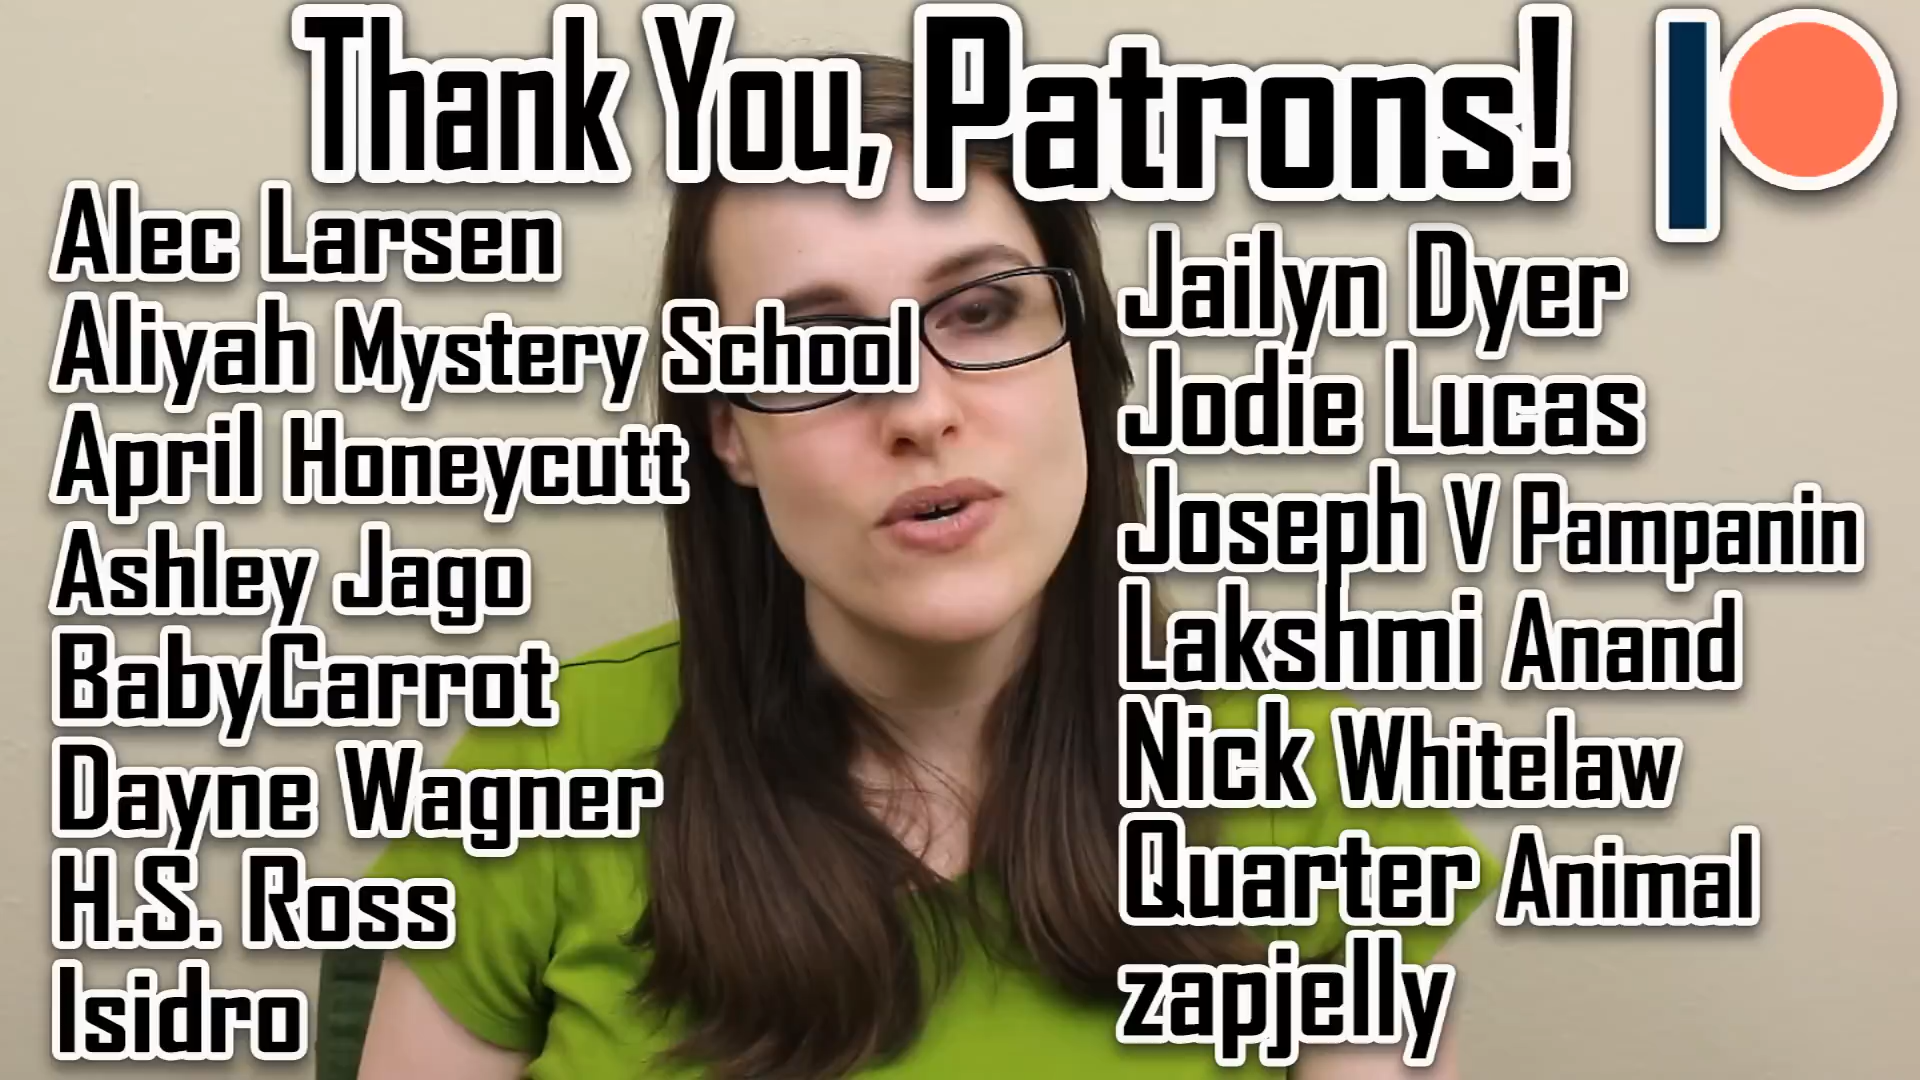 Thank You, Patrons!
Alec Larsen
Aliyah Mystery School
April Honeycutt
Ashley Jago
BabyCarrot
Dayne Wagner
H.S. Ross
Isidro
Jailyn Dyer
Jodie Lucas
Joseph V Pampanin
Lakshmi Anand
Nick Whitelaw
Quarter Animal
zapjelly